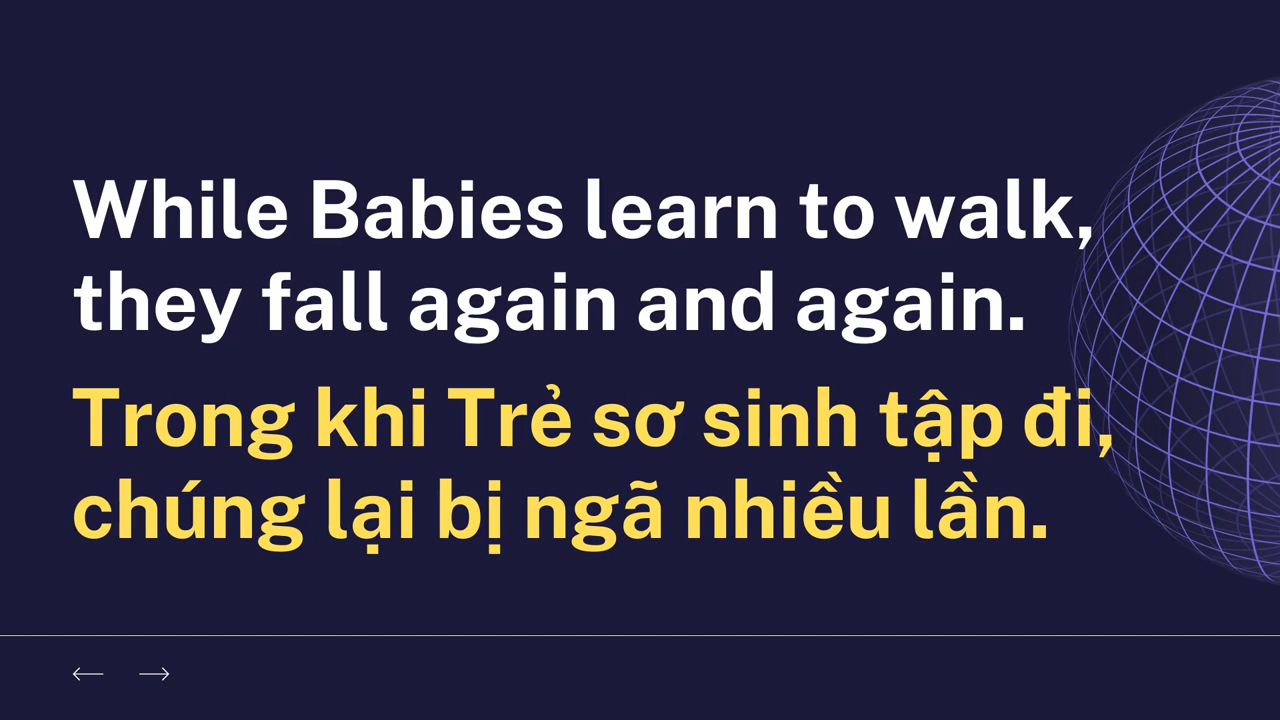 While Babies learn to walk,
they fall again and again.
Trong khi Trẻ sơ sinh tập đi,
chúng lại bị ngã nhiều lần.